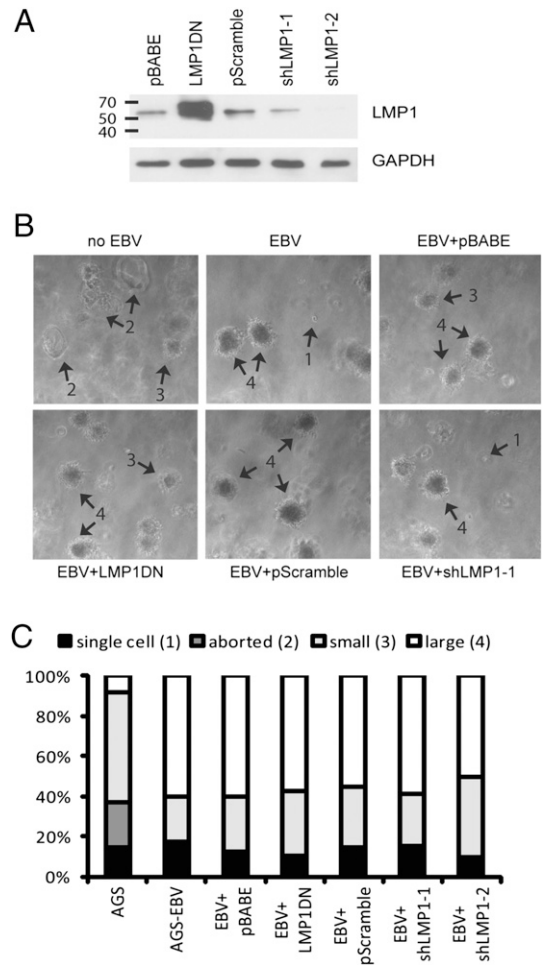 A
pBABE
LMP1DN
pScramble
shLMP1-1
shLMP1-2
70
50
40
LMP1
GAPDH
B
no EBV
EBV
EBV+pBABE
2
2
3
4
1
3
4
3
4
4
1
4
EBV+LMP1DN
EBV+pScramble
EBV+shLMP1-1
C
single cell (1) aborted (2) small (3) large (4)
100%
80%
60%
40%
20%
0%
AGS
AGS-EBV
EBV+
pBABE
EBV+
LMP1DN
EBV+
pScramble
EBV+
shLMP1-1
EBV+
shLMP1-2